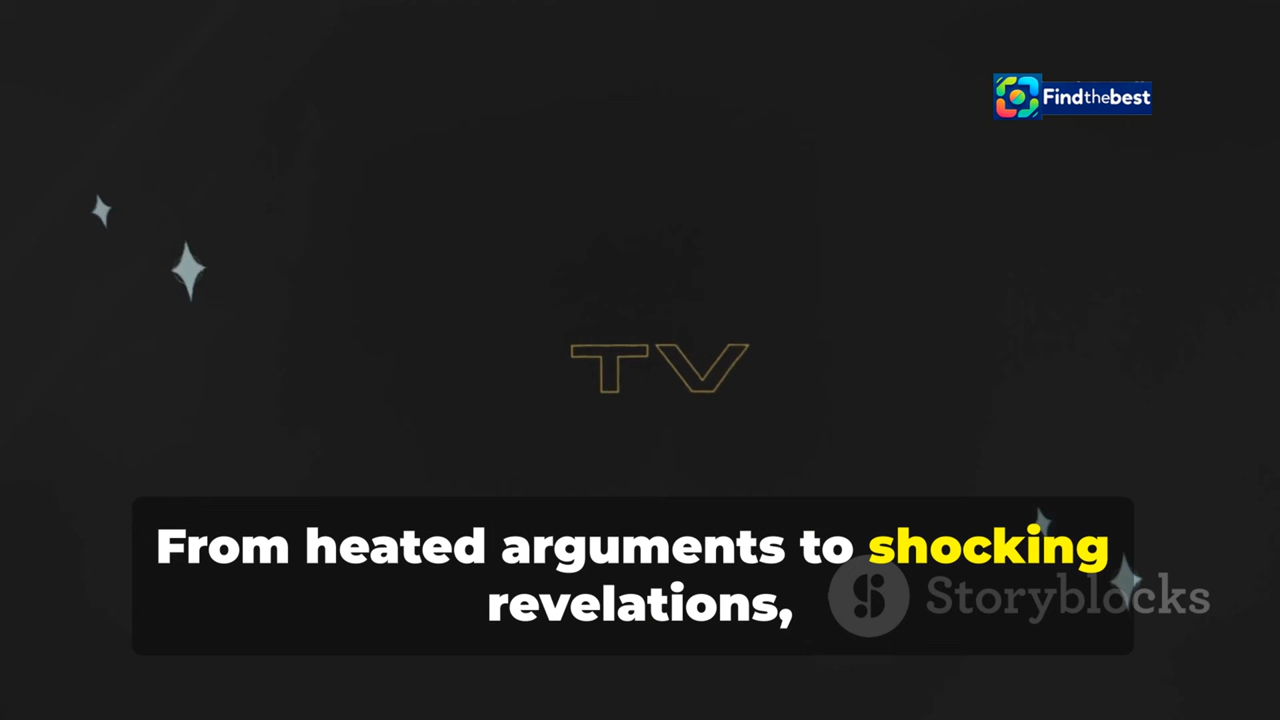 Findthebest
TV
From heated arguments to shocking
revelations,
Storyblocks